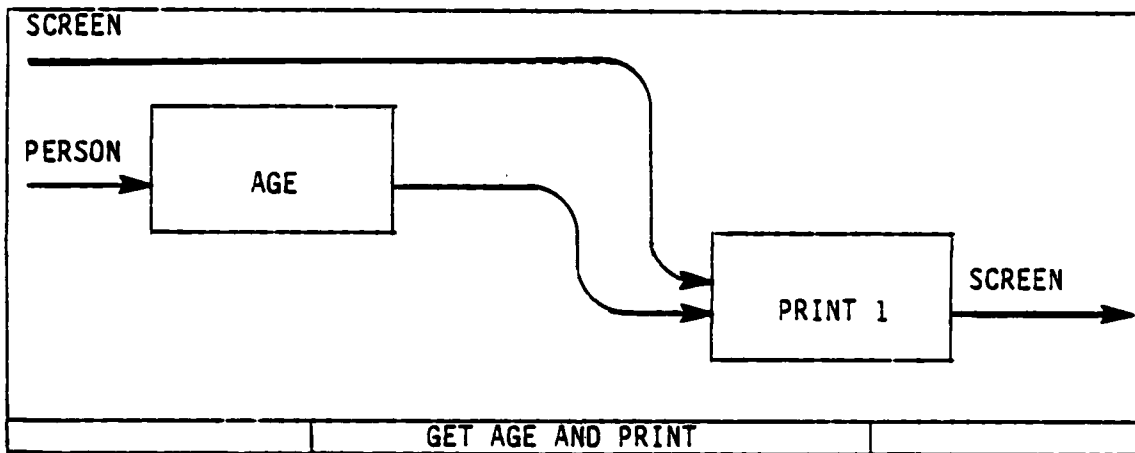 SCREEN
PERSON
AGE
SCREEN
PRINT 1
GET AGE AND PRINT